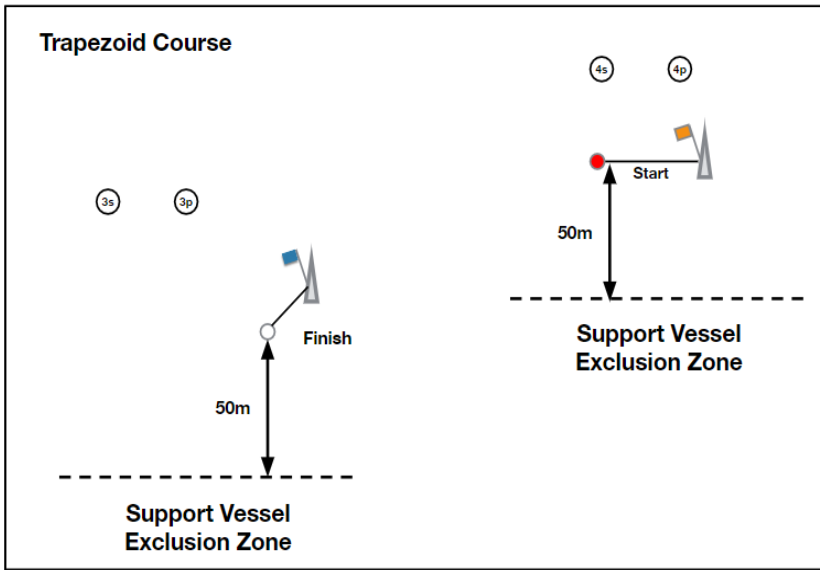 Trapezoid Course
4s
4p
Start
50m
Support Vessel
Exclusion Zone
3s
3p
Finish
50m
Support Vessel
Exclusion Zone